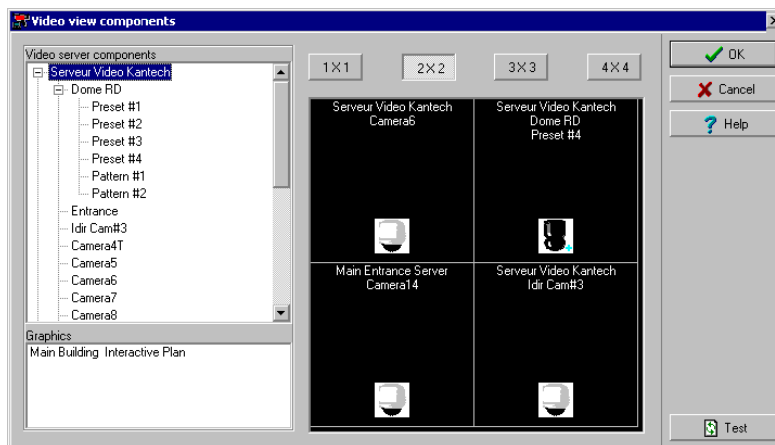 Video view components
Video server components
Serveur Video Kantech
Dome RD
Preset #1
Preset #2
Preset #3
Preset #4
Pattern #1
Pattern #2
Entrance
Idir Cam#3
Camera4T
Camera5
Camera6
Camera7
Camera8
Graphics
Main Building Interactive Plan
1X1
2X2
3X3
4X4
Serveur Video Kantech
Camera6
Serveur Video Kantech
Dome RD
Preset #4
Main Entrance Server
Camera14
Serveur Video Kantech
Idir Cam#3
OK
Cancel
Help
Test